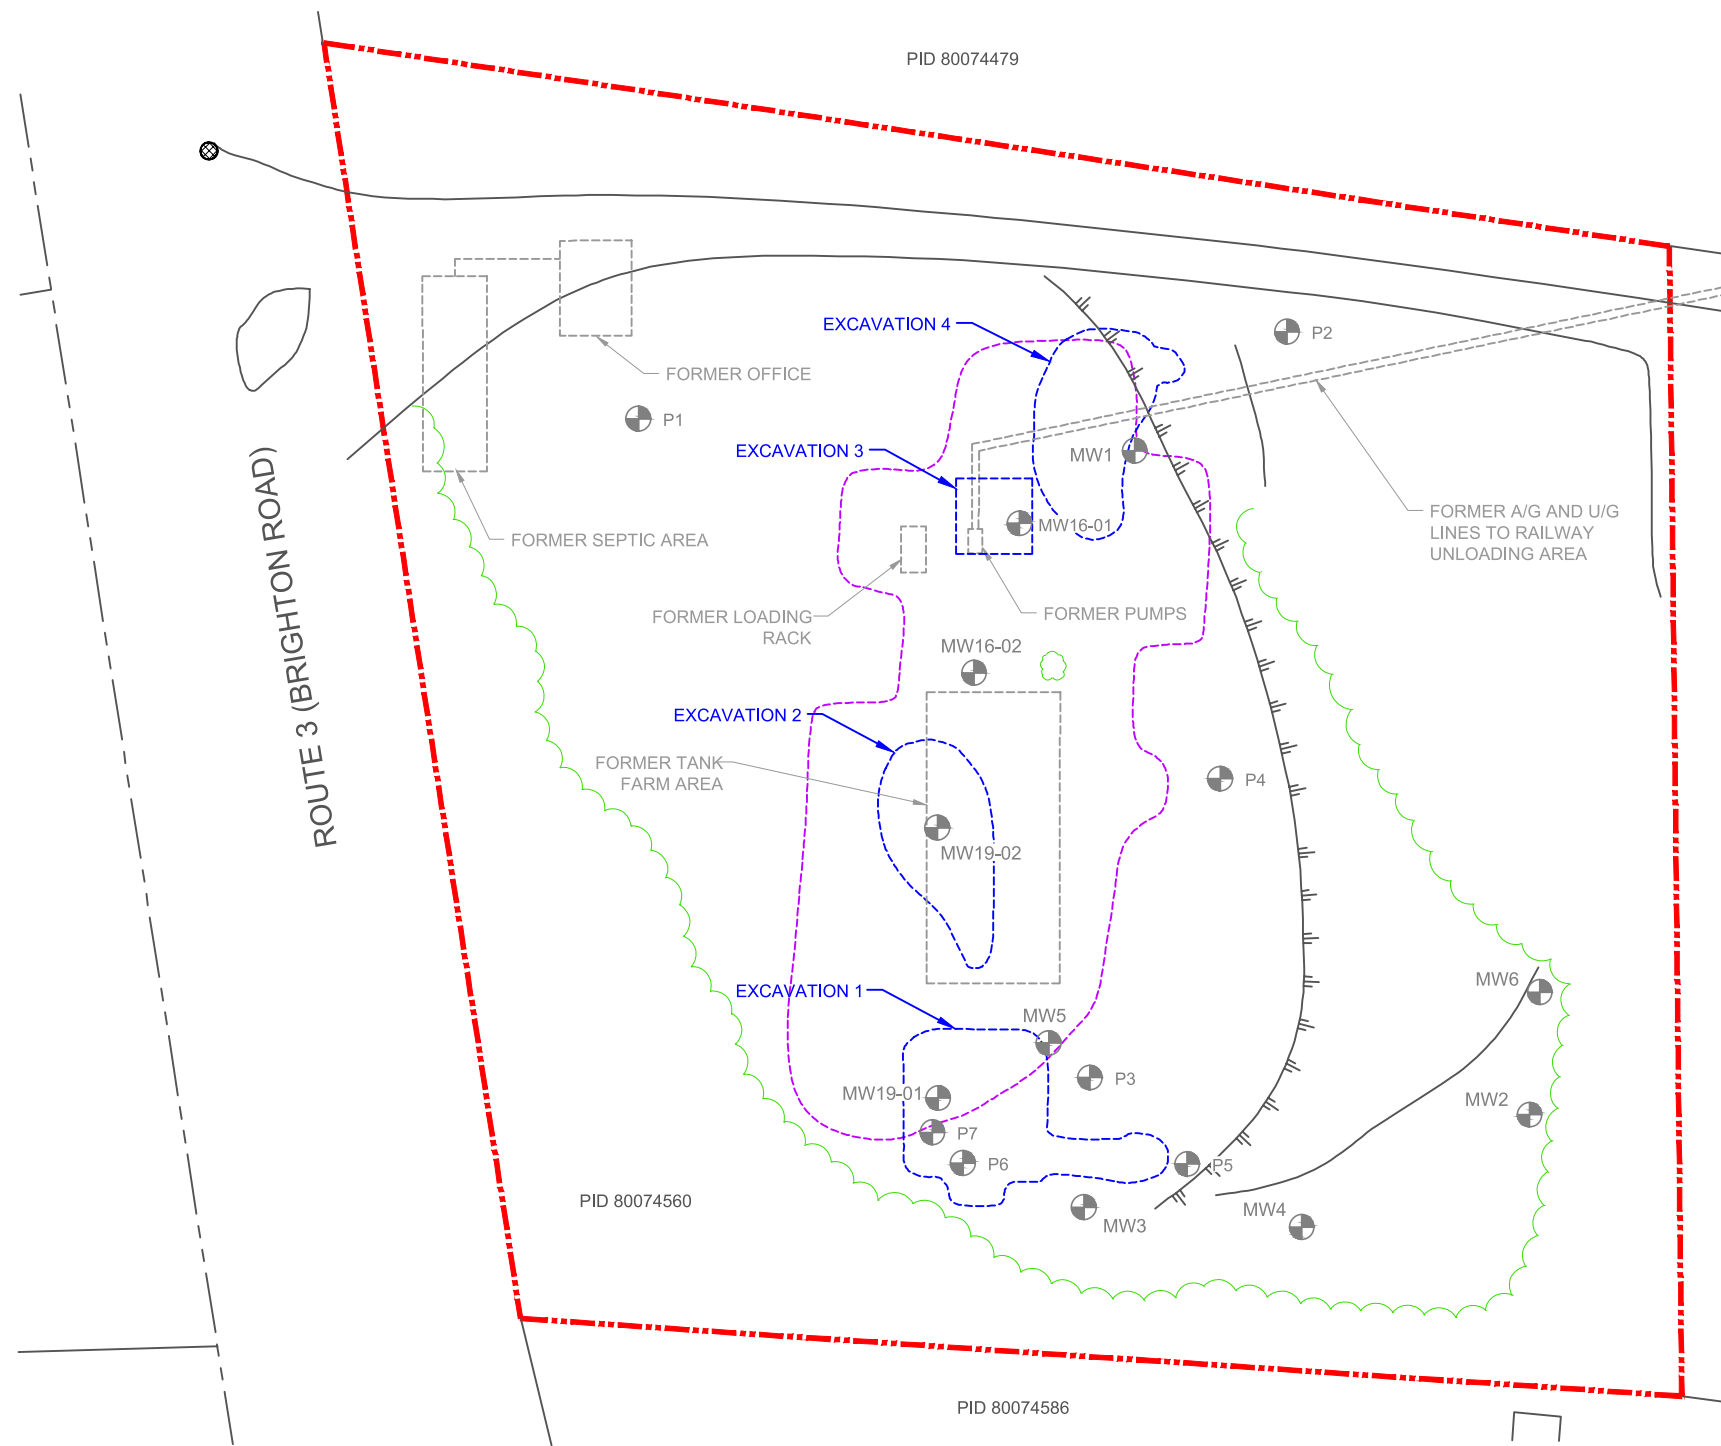 PID 80074479
EXCAVATION 4
P2
FORMER OFFICE
P1
EXCAVATION 3
MW1
MW16-01
FORMER A/G AND U/G
LINES TO RAILWAY
UNLOADING AREA
FORMER SEPTIC AREA
FORMER LOADING
RACK
FORMER PUMPS
ROUTE 3 (BRIGHTON ROAD)
MW16-02
EXCAVATION 2
FORMER TANK
FARM AREA
P4
MW19-02
MW6
EXCAVATION 1
MW5
P3
MW19-01
MW2
P7
P6
P5
PID 80074560
MW3
MW4
PID 80074586